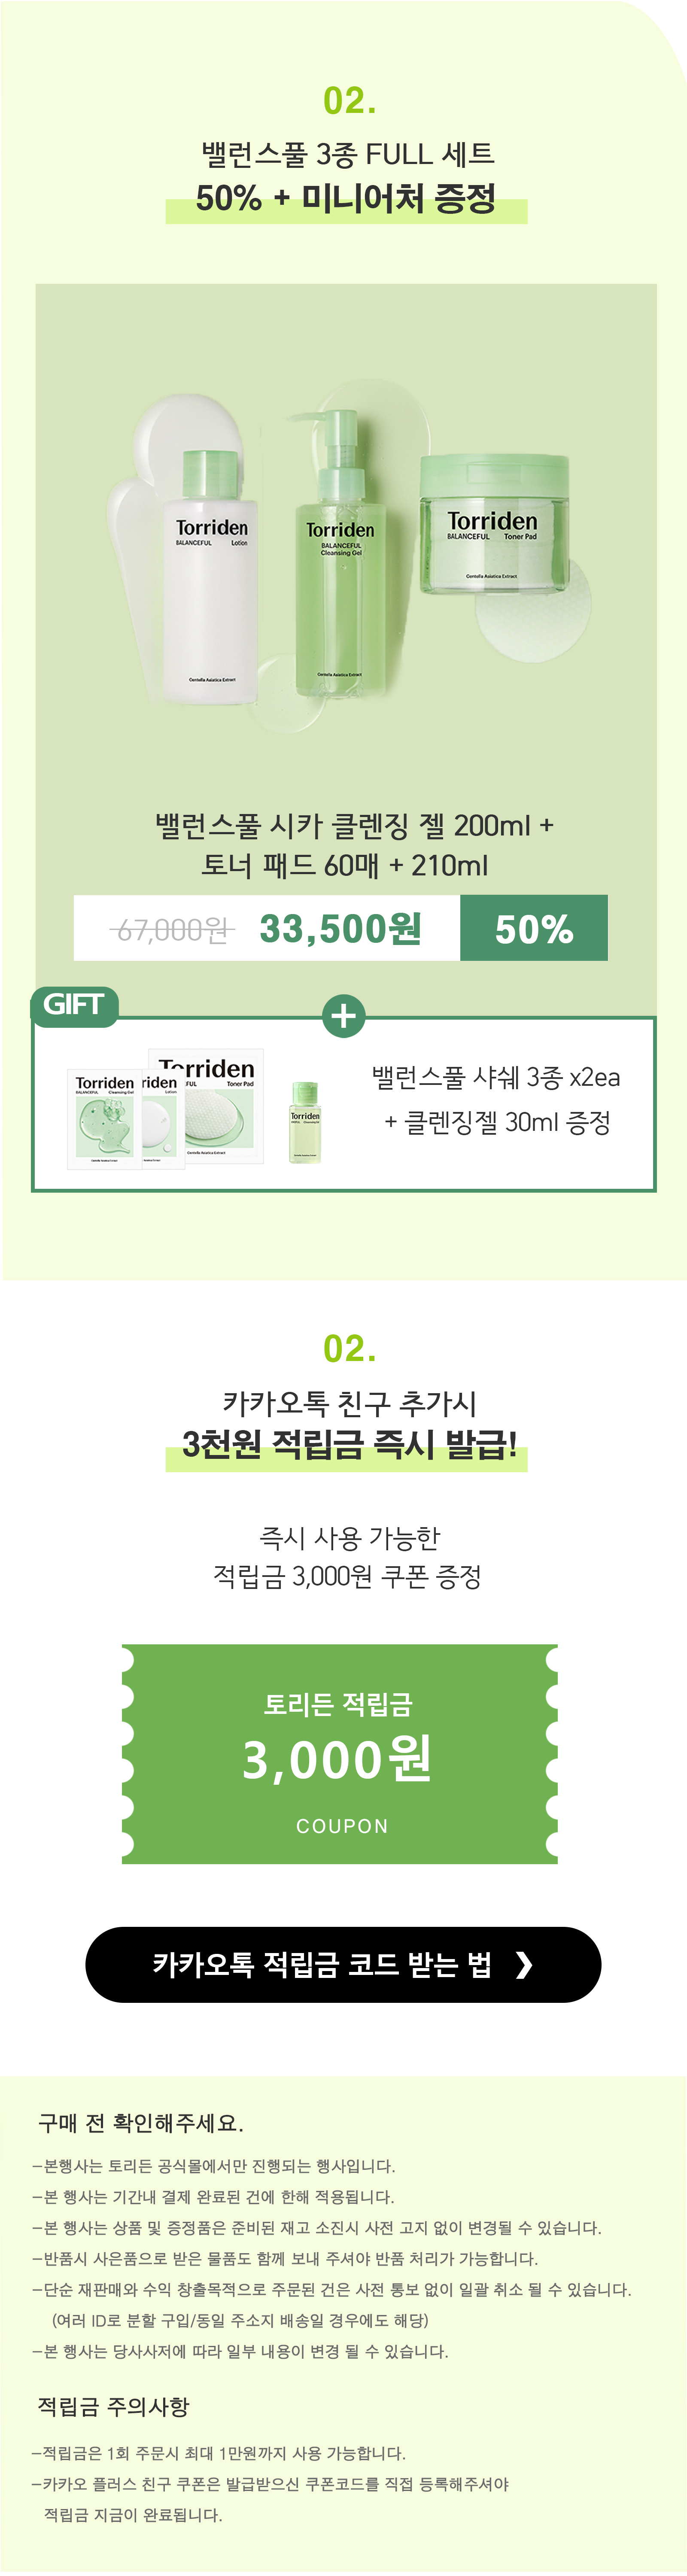 02.
밸런스풀 3종 FULL 세트
50% + 미니어처 증정
Torriden
BALANCEFUL Lotion
Centella Asiatica Extract
Torriden
BALANCEFUL
Cleansing Gel
Centella Asiatica Extract
Torriden
BALANCEFUL Toner Pad
Centella Asiatica Extract
밸런스풀 시카 클렌징 젤 200ml +
토너 패드 60매 + 210ml
67,000원 33,500원 50%
GIFT
+
Torriden
BALANCEFUL Cleansing Gel
riden
Lotion
Torriden
FUL Toner Pad
Centella Asiatica Extract
Torriden
밸런스풀 샤쉐 3종 x2ea
+ 클렌징젤 30ml 증정
02.
카카오톡 친구 추가시
3천원 적립금 즉시 발급!
즉시 사용 가능한
적립금 3,000원 쿠폰 증정
토리든 적립금
3,000원
COUPON
카카오톡 적립금 코드 받는 법 ❯
구매 전 확인해주세요.
-본행사는 토리든 공식몰에서만 진행되는 행사입니다.
-본 행사는 기간내 결제 완료된 건에 한해 적용됩니다.
-본 행사는 상품 및 증정품은 준비된 재고 소진시 사전 고지 없이 변경될 수 있습니다.
-반품시 사은품으로 받은 물품도 함께 보내 주셔야 반품 처리가 가능합니다.
-단순 재판매와 수익 창출목적으로 주문된 건은 사전 통보 없이 일괄 취소 될 수 있습니다.
(여러 ID로 분할 구입/동일 주소지 배송일 경우에도 해당)
-본 행사는 당사사저에 따라 일부 내용이 변경 될 수 있습니다.
적립금 주의사항
-적립금은 1회 주문시 최대 1만원까지 사용 가능합니다.
-카카오 플러스 친구 쿠폰은 발급받으신 쿠폰코드를 직접 등록해주셔야
적립금 지금이 완료됩니다.